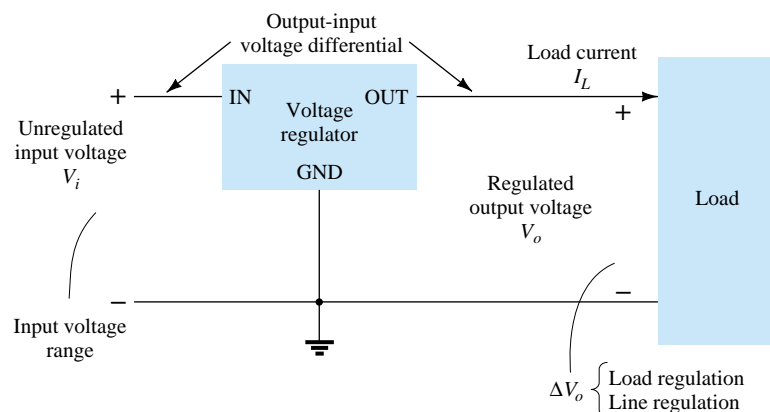 Output-input
voltage differential
Load current
I_L
+
IN
Voltage
regulator
OUT
GND
+
Unregulated
input voltage
V_i
Regulated
output voltage
V_o
Load
−
−
Input voltage
range
ΔV_o { Load regulation
Line regulation